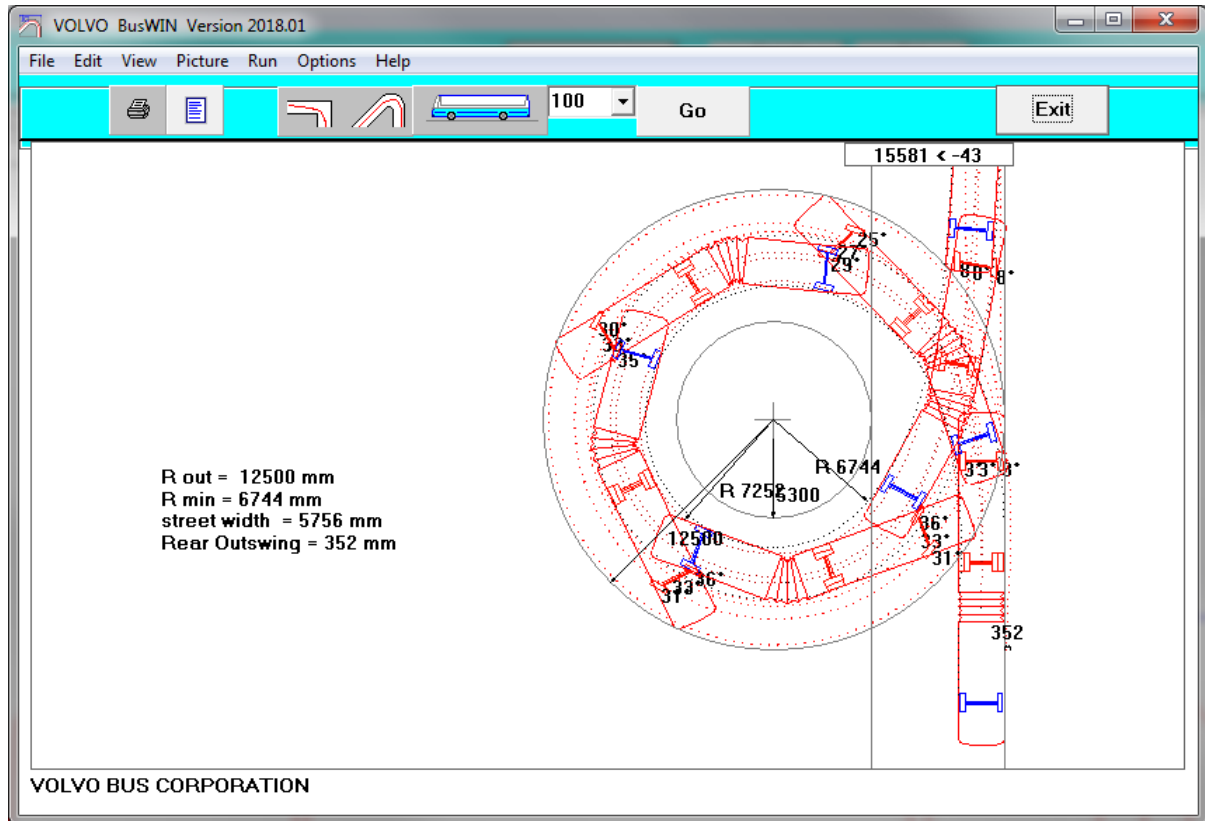 VOLVO BusWIN Version 2018.01
File Edit View Picture Run Options Help
100
Go
Exit
15581 < -43
25°
29°
8°
30°
35
R 6744
R 7252
5300
12500
33°
36°
33°
31°
36°
33°
31°
352
R out = 12500 mm
R min = 6744 mm
street width = 5756 mm
Rear Outswing = 352 mm
VOLVO BUS CORPORATION